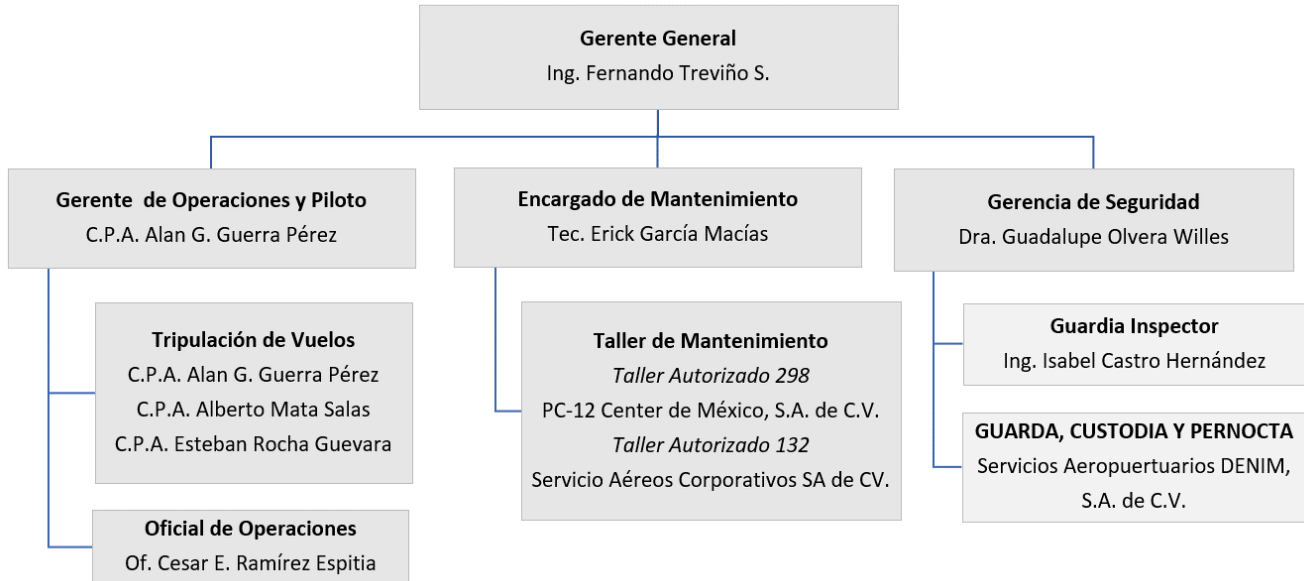 Gerente General
Ing. Fernando Treviño S.
Gerente de Operaciones y Piloto
C.P.A. Alan G. Guerra Pérez
Encargado de Mantenimiento
Tec. Erick García Macías
Gerencia de Seguridad
Dra. Guadalupe Olvera Willes
Tripulación de Vuelos
C.P.A. Alan G. Guerra Pérez
C.P.A. Alberto Mata Salas
C.P.A. Esteban Rocha Guevara
Oficial de Operaciones
Of. Cesar E. Ramírez Espitia
Taller de Mantenimiento
Taller Autorizado 298
PC-12 Center de México, S.A. de C.V.
Taller Autorizado 132
Servicio Aéreos Corporativos SA de CV.
Guardia Inspector
Ing. Isabel Castro Hernández
GUARDA, CUSTODIA Y PERNOCTA
Servicios Aeropuertuarios DENIM,
S.A. de C.V.